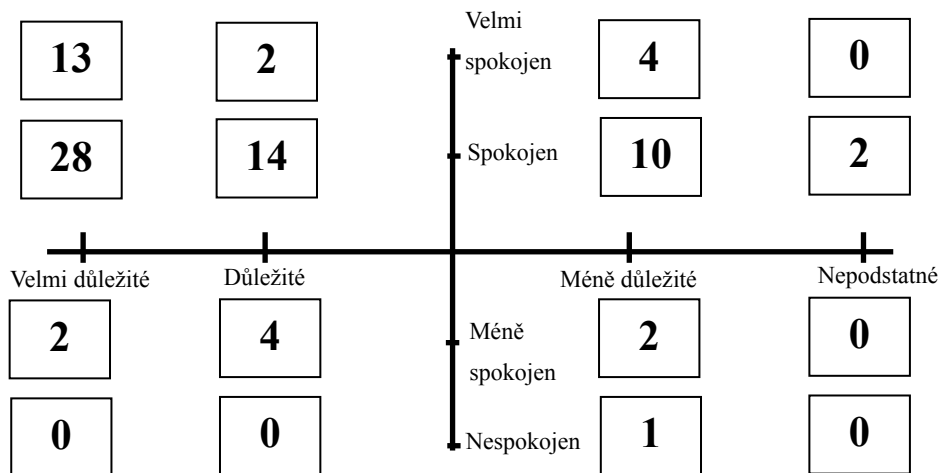 Velmi
spokojen
13 2 4 0
Spokojen
28 14 10 2
Velmi důležité Důležité Méně důležité Nepodstatné
2 4 Méně 2 0
spokojen
0 0 Nespokojen 1 0